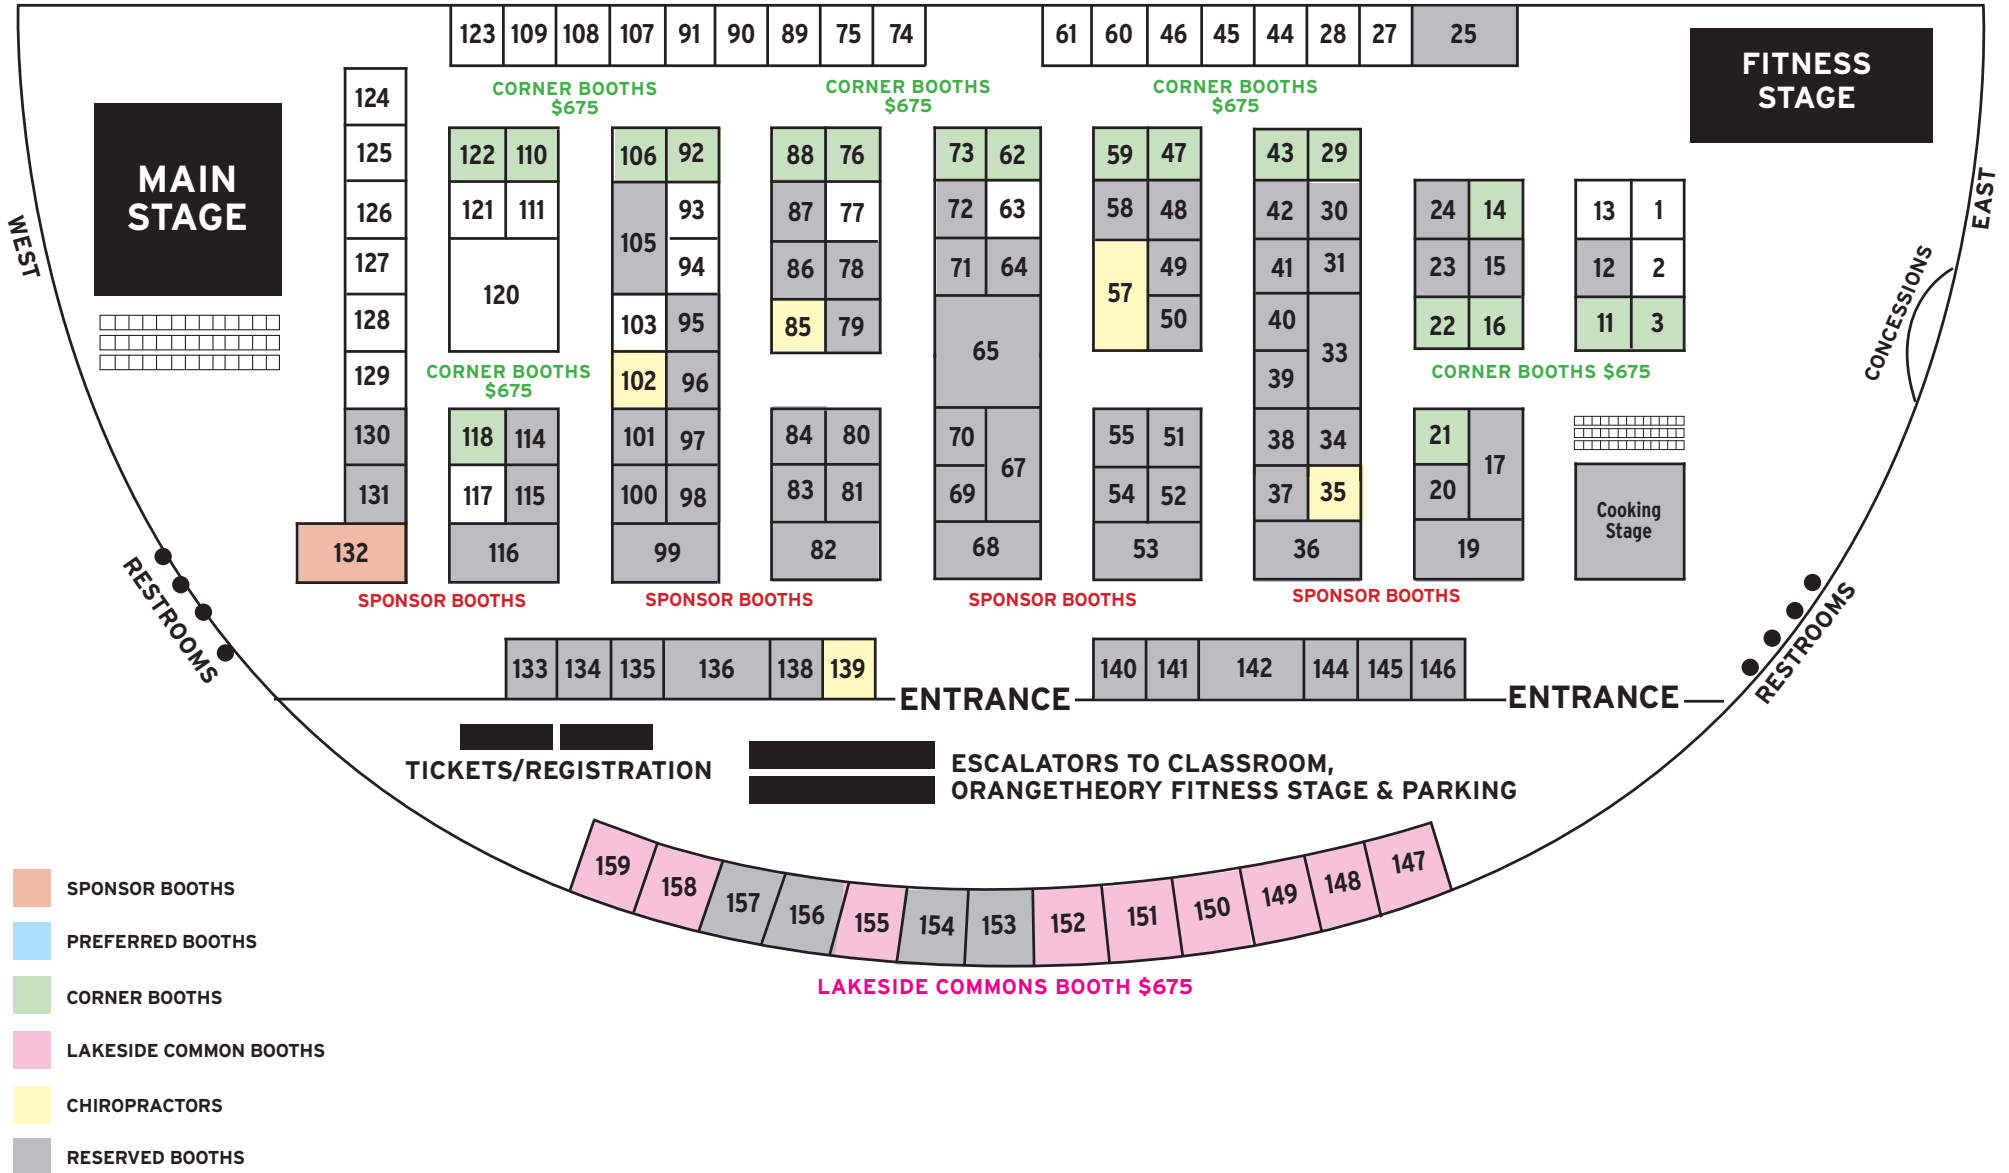 123 109 108 107 91 90 89 75 74
61 60 46 45 44 28 27 25
CORNER BOOTHS
$675
CORNER BOOTHS
$675
CORNER BOOTHS
$675
FITNESS
STAGE
MAIN
STAGE
WEST
EAST
CONCESSIONS
124
125
126
127
128
129
130
131
132
122 110
121 111
120
CORNER BOOTHS
$675
118 114
117 115
116
106 92
105 93
94
103 95
102 96
101 97
100 98
99
88 76
87 77
86 78
85 79
84 80
83 81
82
73 62
72 63
71 64
65
70 67
69
68
59 47
58 48
57 49
50
55 51
54 52
53
43 29
42 30
41 31
40 33
39
38 34
37 35
36
24 14
23 15
22 16
13 1
12 2
11 3
CORNER BOOTHS $675
21 17
20
19
Cooking
Stage
SPONSOR BOOTHS
SPONSOR BOOTHS
SPONSOR BOOTHS
SPONSOR BOOTHS
RESTROOMS
RESTROOMS
133 134 135 136 138 139
ENTRANCE
140 141 142 144 145 146
ENTRANCE
TICKETS/REGISTRATION
ESCALATORS TO CLASSROOM,
ORANGETHEORY FITNESS STAGE & PARKING
159 158 157 156 155 154 153 152 151 150 149 148 147
LAKESIDE COMMONS BOOTH $675
SPONSOR BOOTHS
PREFERRED BOOTHS
CORNER BOOTHS
LAKESIDE COMMON BOOTHS
CHIROPRACTORS
RESERVED BOOTHS